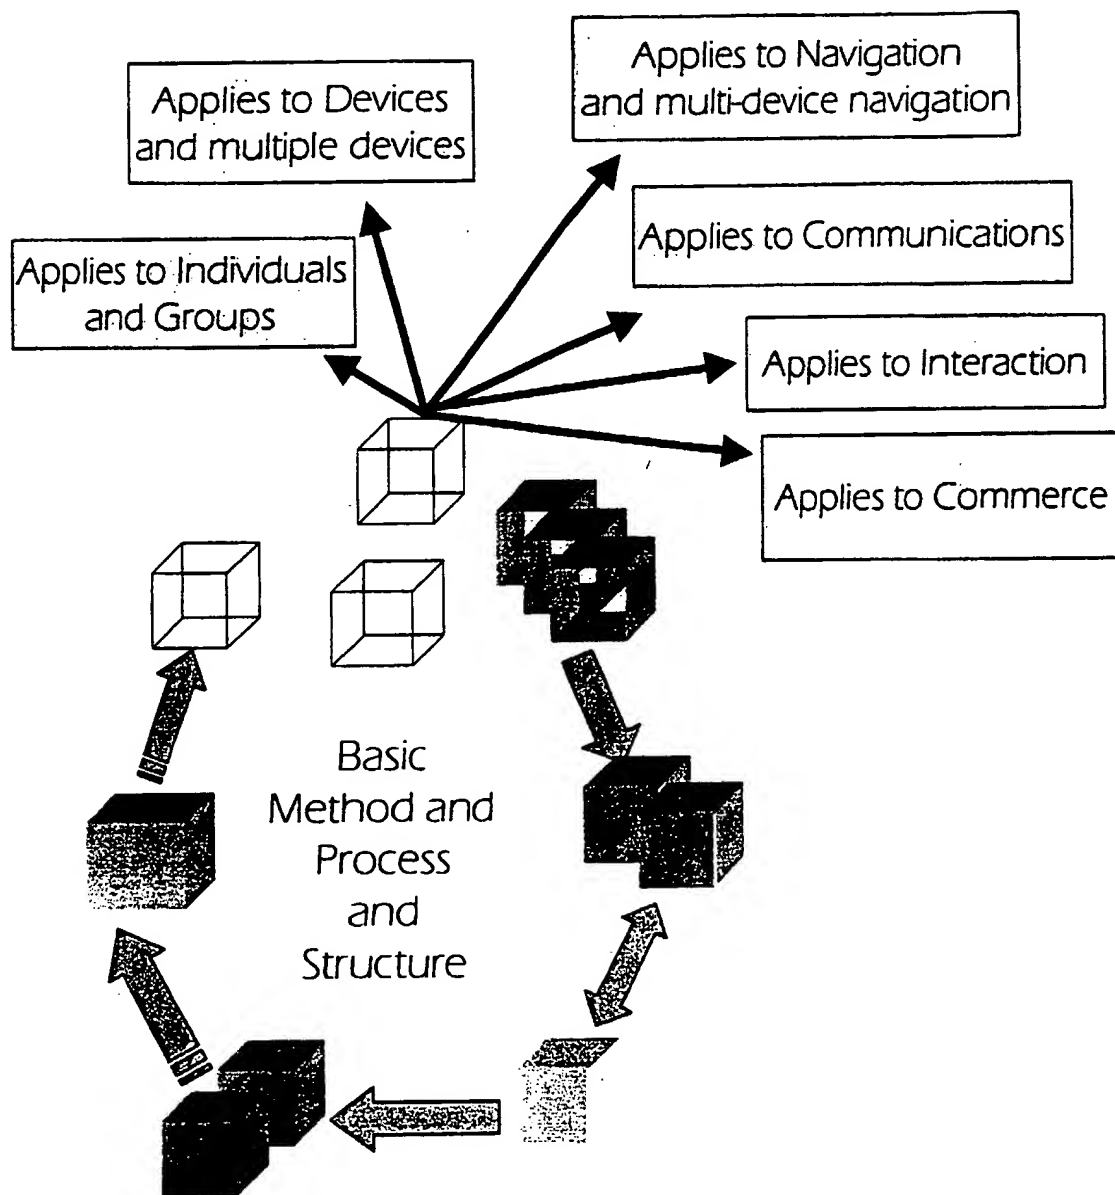 Applies to Devices
and multiple devices
Applies to Navigation
and multi-device navigation
Applies to Individuals
and Groups
Applies to Communications
Applies to Interaction
Applies to Commerce
Basic
Method and
Process
and
Structure